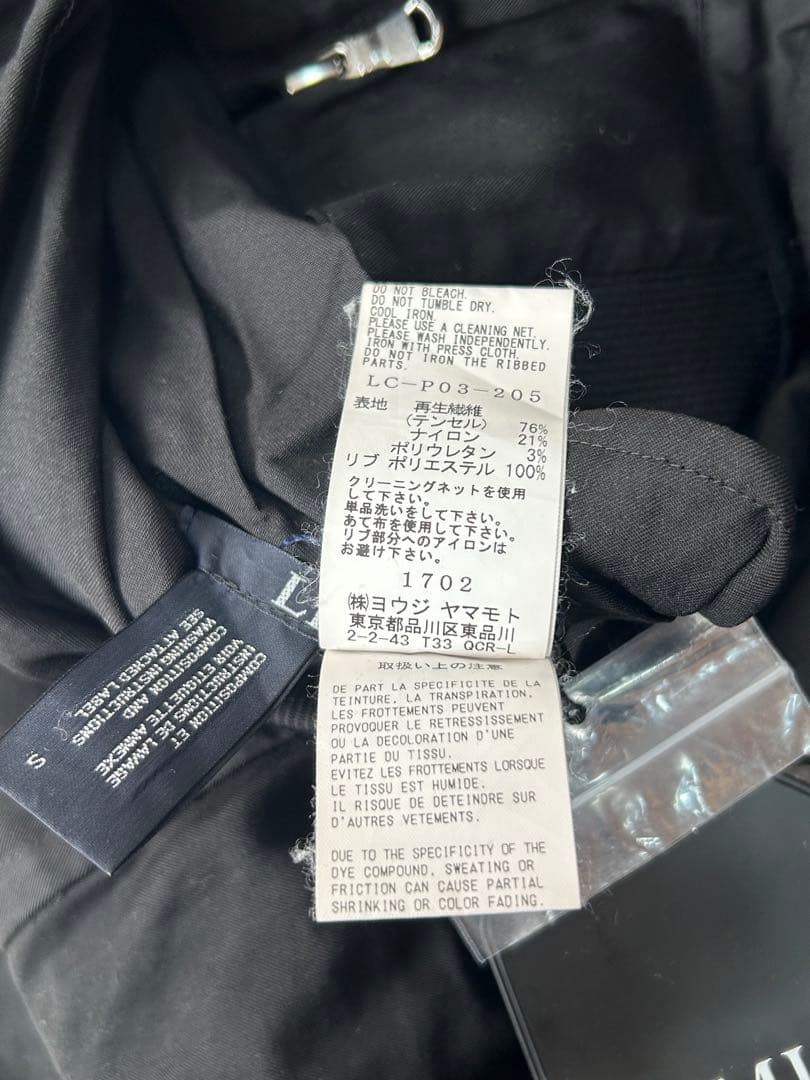 DO NOT BLEACH.
DO NOT TUMBLE DRY.
COOL IRON.
PLEASE USE A CLEANING NET.
PLEASE WASH INDEPENDENTLY.
IRON WITH PRESS CLOTH.
DO NOT IRON THE RIBBED
PARTS.
LC-P03-205
表地 再生繊維
(テンセル) 76%
ナイロン 21%
ポリウレタン 3%
リブ ポリエステル 100%
クリーニングネットを使用
して下さい。
単品洗いをして下さい。
あて布を使用して下さい。
リブ部分へのアイロンは
お避け下さい。
1702
㈱ヨウジ ヤマモト
東京都品川区東品川
2-2-43 T33 QCR-L
取扱い上の注意
DE PART LA SPECIFICITE DE LA
TEINTURE, LA TRANSPIRATION,
LES FROTTEMENTS PEUVENT
PROVOQUER LE RETRESSISSEMENT
OU LA DECOLORATION D'UNE
PARTIE DU TISSU.
EVITEZ LES FROTTEMENTS LORSQUE
LE TISSU EST HUMIDE.
IL RISQUE DE DETEINDRE SUR
D'AUTRES VETEMENTS.
DUE TO THE SPECIFICITY OF THE
DYE COMPOUND, SWEATING OR
FRICTION CAN CAUSE PARTIAL
SHRINKING OR COLOR FADING.
COMPOSITION ET
INSTRUCTIONS DE LAVAGE
VOIR ETIQUETTE ANNEXE
COMPOSITION AND
WASHING INSTRUCTIONS
SEE ATTACHED LABEL
S